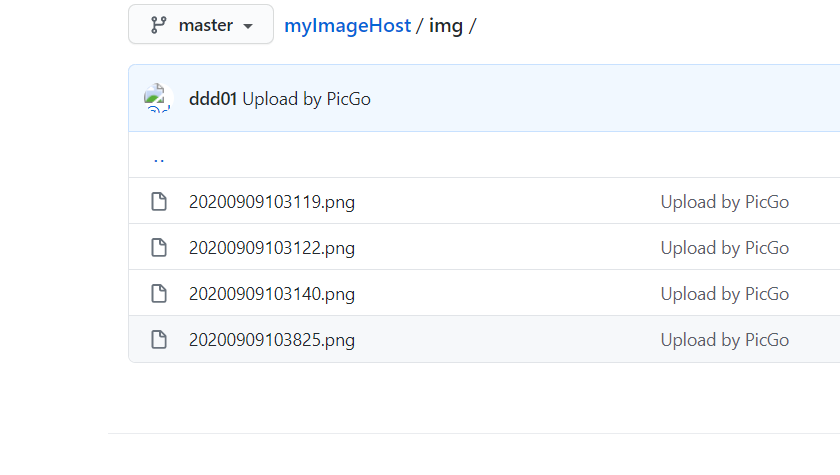 master myImageHost / img /
ddd01 Upload by PicGo
..
20200909103119.png Upload by PicGo
20200909103122.png Upload by PicGo
20200909103140.png Upload by PicGo
20200909103825.png Upload by PicGo